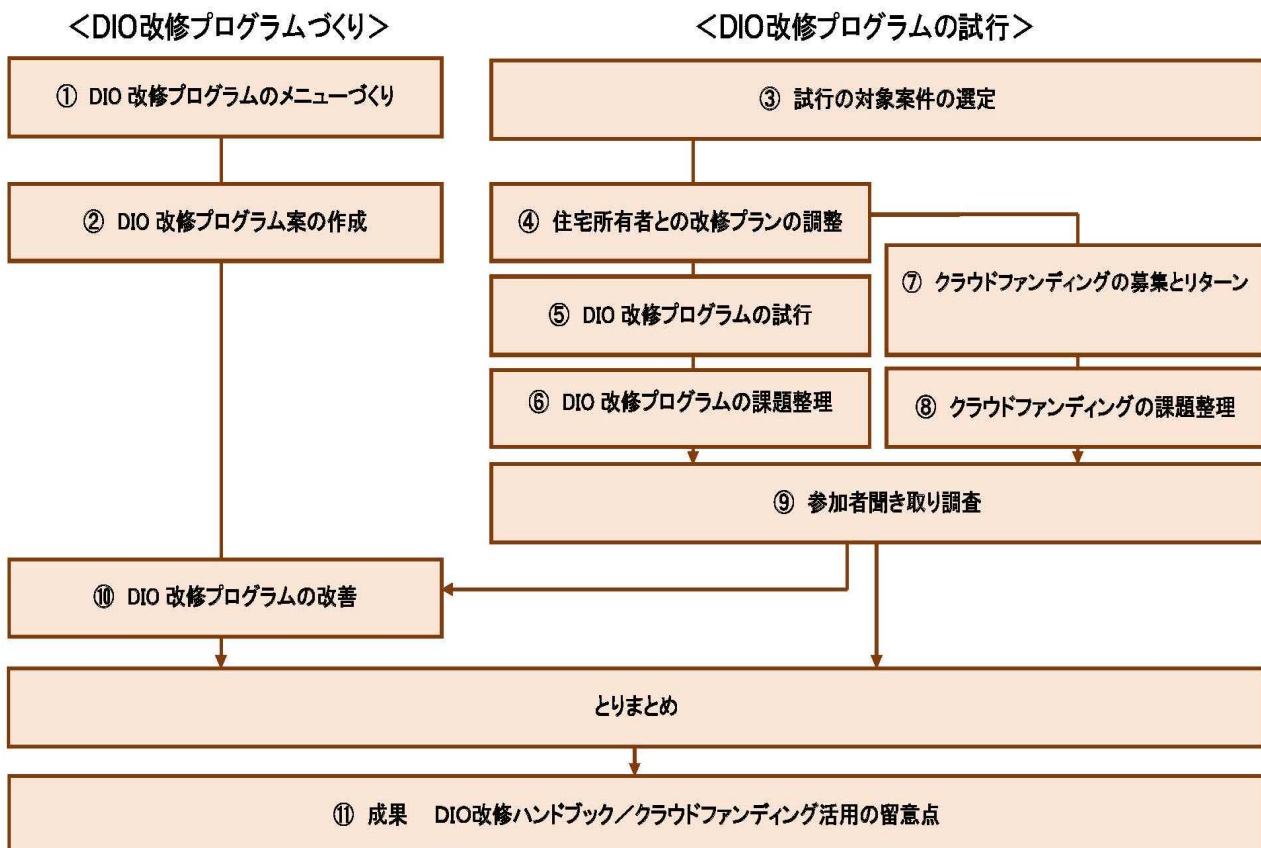 ＜DIO改修プログラムづくり＞
＜DIO改修プログラムの試行＞
① DIO 改修プログラムのメニューづくり
② DIO 改修プログラム案の作成
③ 試行の対象案件の選定
④ 住宅所有者との改修プランの調整
⑤ DIO 改修プログラムの試行
⑥ DIO 改修プログラムの課題整理
⑦ クラウドファンディングの募集とリターン
⑧ クラウドファンディングの課題整理
⑨ 参加者聞き取り調査
⑩ DIO 改修プログラムの改善
とりまとめ
⑪ 成果 DIO改修ハンドブック／クラウドファンディング活用の留意点